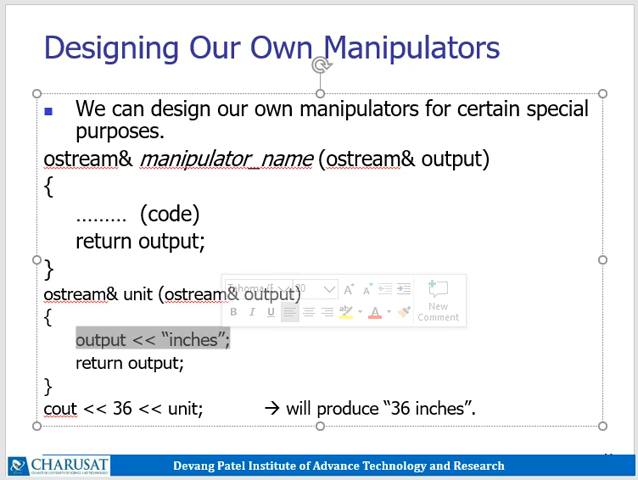 Designing Our Own Manipulators
We can design our own manipulators for certain special
purposes.
ostream& manipulator_name (ostream& output)
{
……… (code)
return output;
}
ostream& unit (ostream& output)
{
output << “inches”;
return output;
}
cout << 36 << unit; → will produce “36 inches”.
B I U
New
Comment
CHARUSAT
Devang Patel Institute of Advance Technology and Research